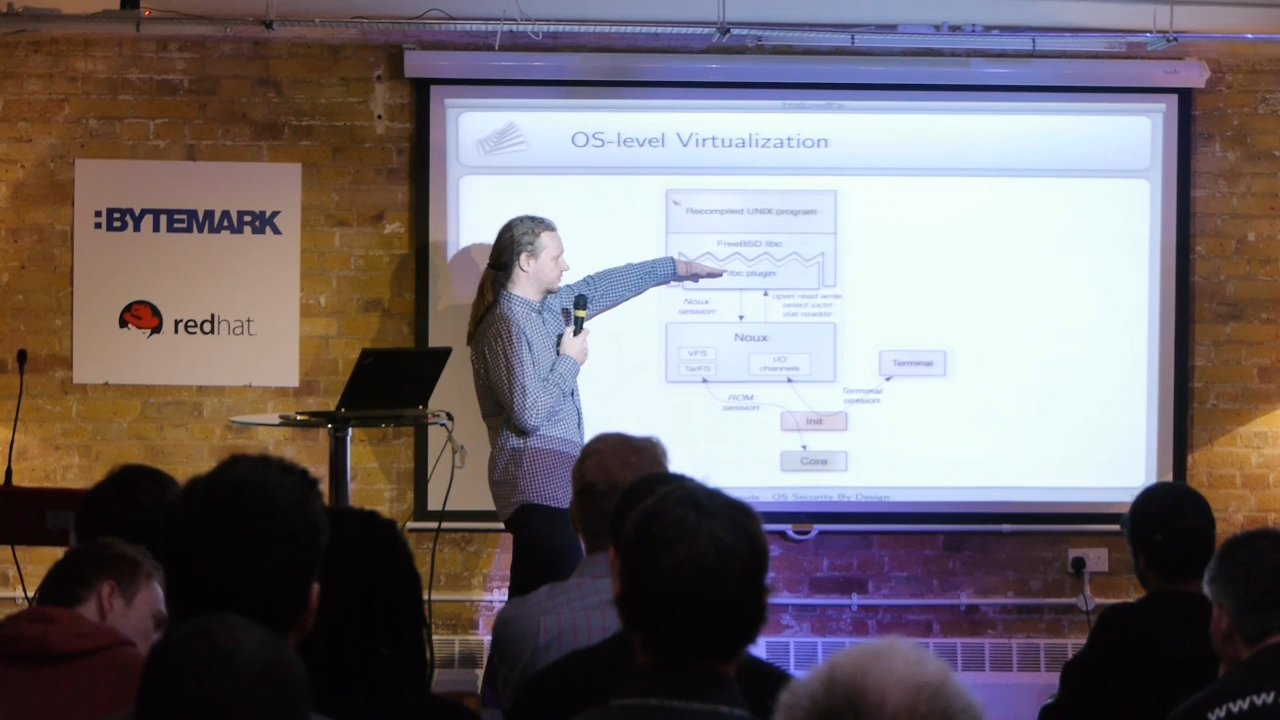 OS-level Virtualization
:BYTEMARK
redhat.
Recompiled UNIX program
FreeBSD libc
libc plugin
Noux
session
open read write
select ioctl
stat readdir
Noux
VFS
TarFS
I/O
channels
Terminal
ROM
session
Terminal
session
Init
Core
OS Security By Design
www